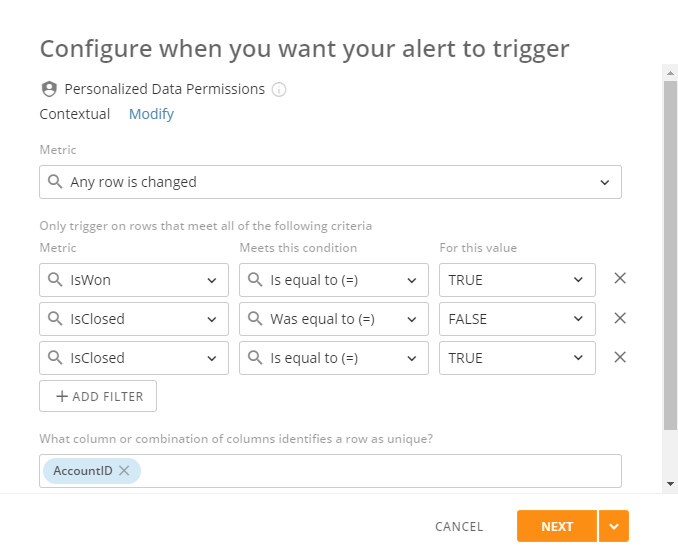 Configure when you want your alert to trigger
Personalized Data Permissions
Contextual Modify
Metric
Any row is changed
Only trigger on rows that meet all of the following criteria
Metric Meets this condition For this value
IsWon Is equal to (=) TRUE
IsClosed Was equal to (=) FALSE
IsClosed Is equal to (=) TRUE
+ ADD FILTER
What column or combination of columns identifies a row as unique?
AccountID
CANCEL NEXT